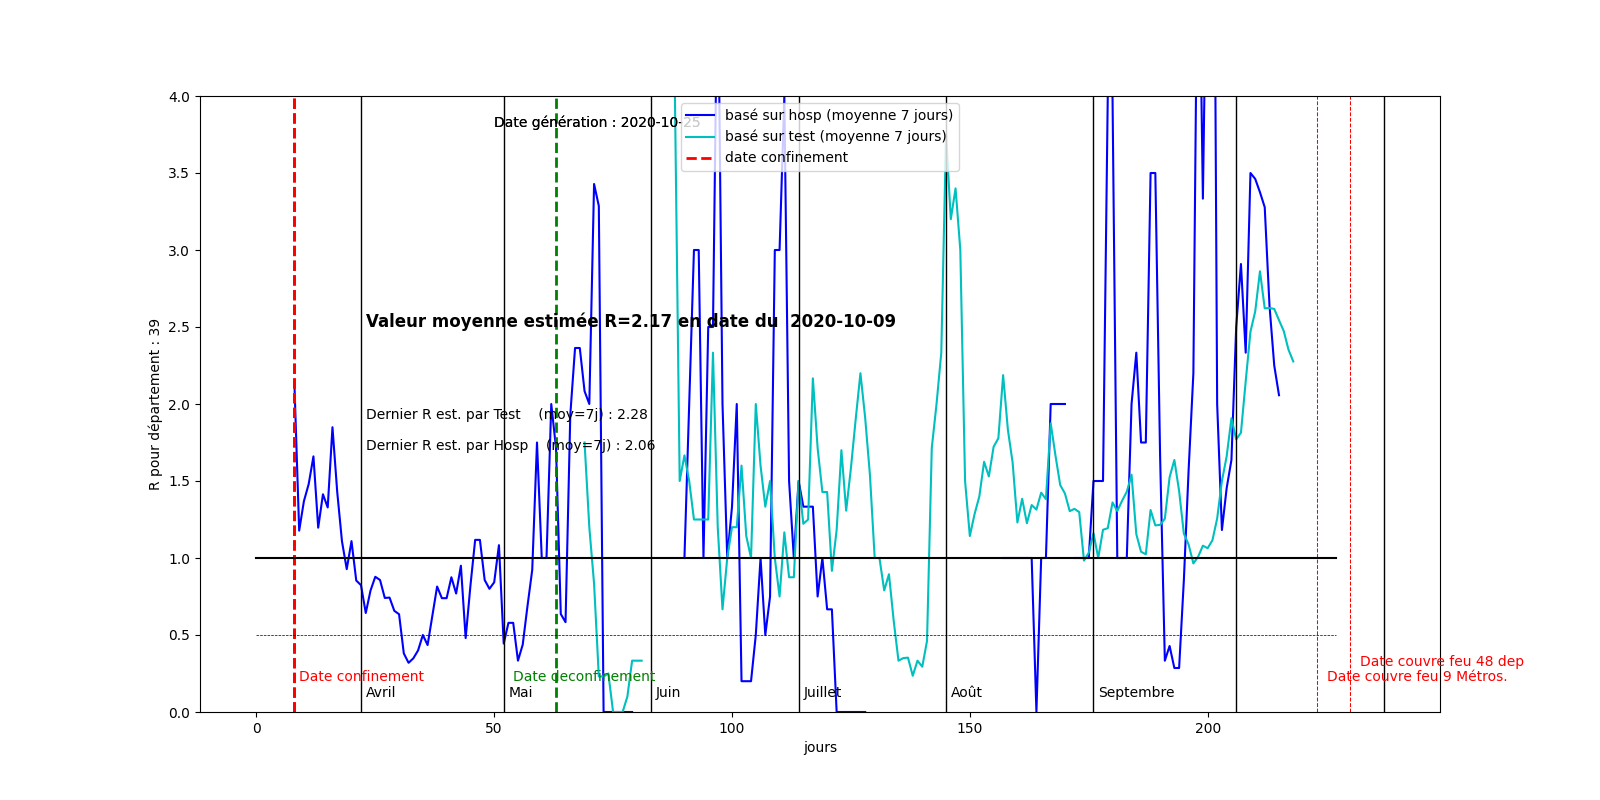 4.0
3.5
3.0
2.5
2.0
1.5
1.0
0.5
0.0
R pour département : 39
Date génération : 2020-10-25
basé sur hosp (moyenne 7 jours)
basé sur test (moyenne 7 jours)
date confinement
Valeur moyenne estimée R=2.17 en date du 2020-10-09
Dernier R est. par Test (moy=7j) : 2.28
Dernier R est. par Hosp (moy=7j) : 2.06
Date couvre feu 48 dep
Date confinement
Date deconfinement
Date couvre feu 9 Métros.
Avril
Mai
Juin
Juillet
Août
Septembre
0
50
100
150
200
jours